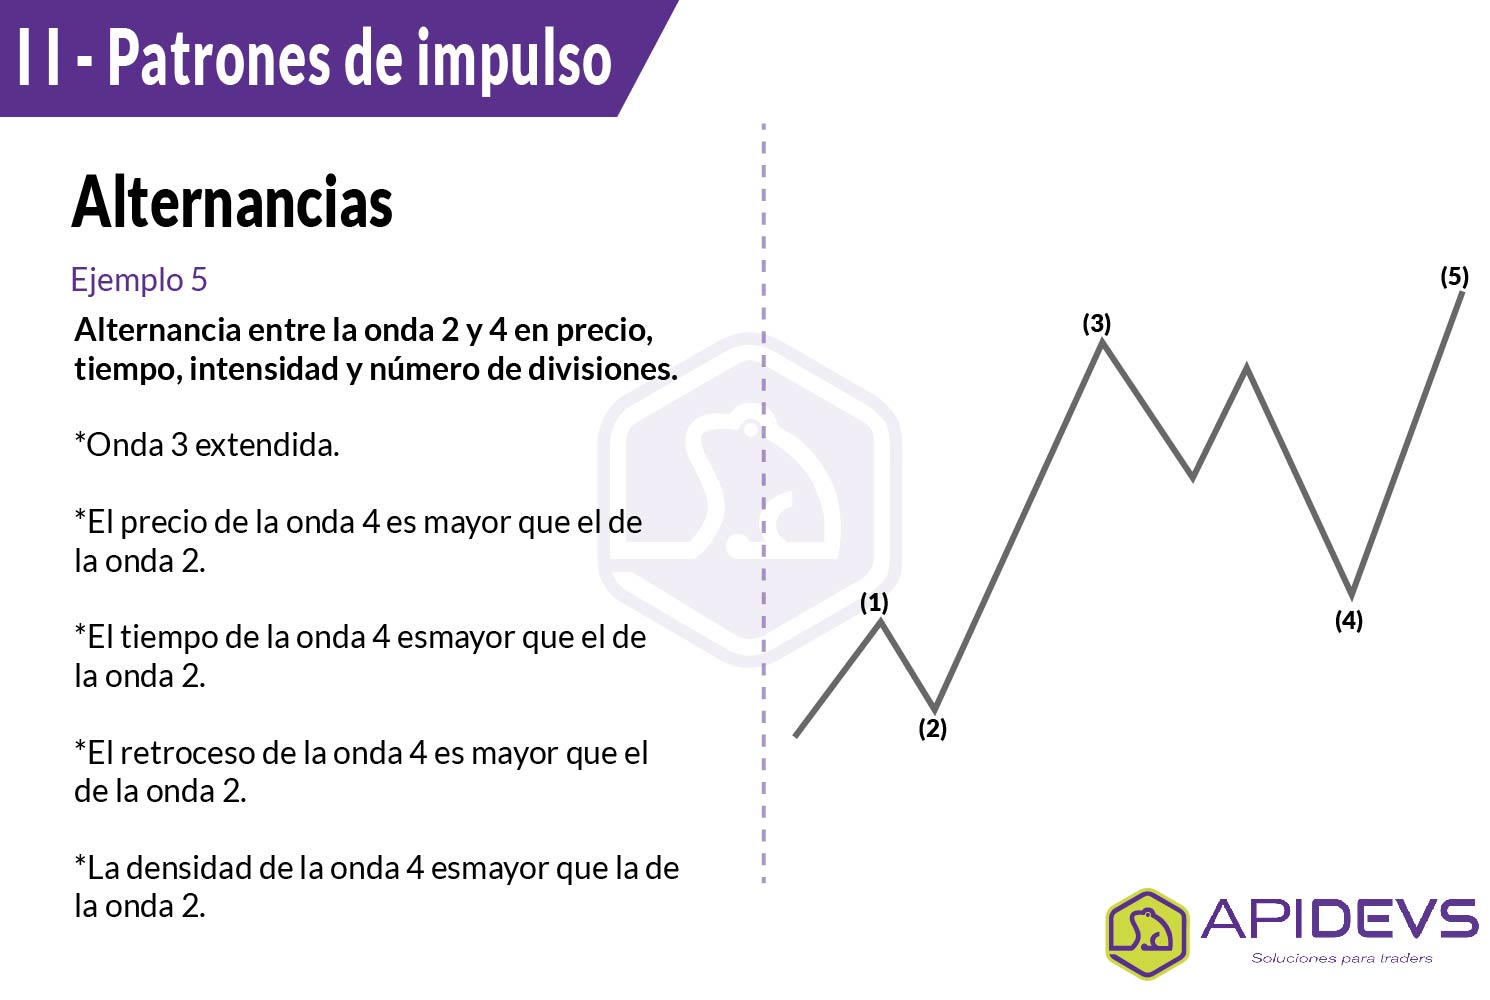 I I - Patrones de impulso
Alternancias
Ejemplo 5
Alternancia entre la onda 2 y 4 en precio,
tiempo, intensidad y número de divisiones.
*Onda 3 extendida.
*El precio de la onda 4 es mayor que el de
la onda 2.
*El tiempo de la onda 4 esmayor que el de
la onda 2.
*El retroceso de la onda 4 es mayor que el
de la onda 2.
*La densidad de la onda 4 esmayor que la de
la onda 2.
(1)
(2)
(3)
(4)
(5)
APIDEVS
Soluciones para traders